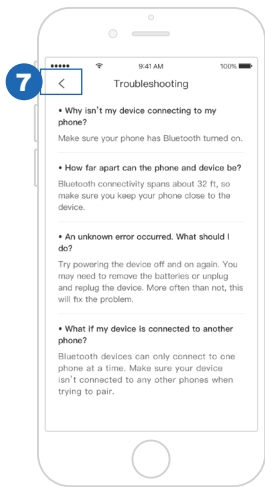 9:41 AM 100%
7
< Troubleshooting
• Why isn't my device connecting to my
phone?
Make sure your phone has Bluetooth turned on.
• How far apart can the phone and device be?
Bluetooth connectivity spans about 32 ft, so
make sure you keep your phone close to the
device.
• An unknown error occurred. What should I
do?
Try powering the device off and on again. You
may need to remove the batteries or unplug
and replug the device. More often than not, this
will fix the problem.
• What if my device is connected to another
phone?
Bluetooth devices can only connect to one
phone at a time. Make sure your device
isn't connected to any other phones when
trying to pair.